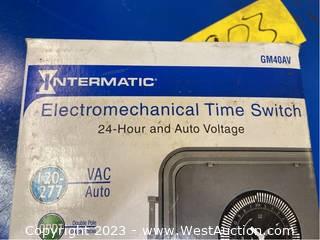 903
GM40AV
INTERMATIC®
Electromechanical Time Switch
24-Hour and Auto Voltage
120-
277
VAC
Auto
Double Pole
Copyright 2023 - www.WestAuction.com